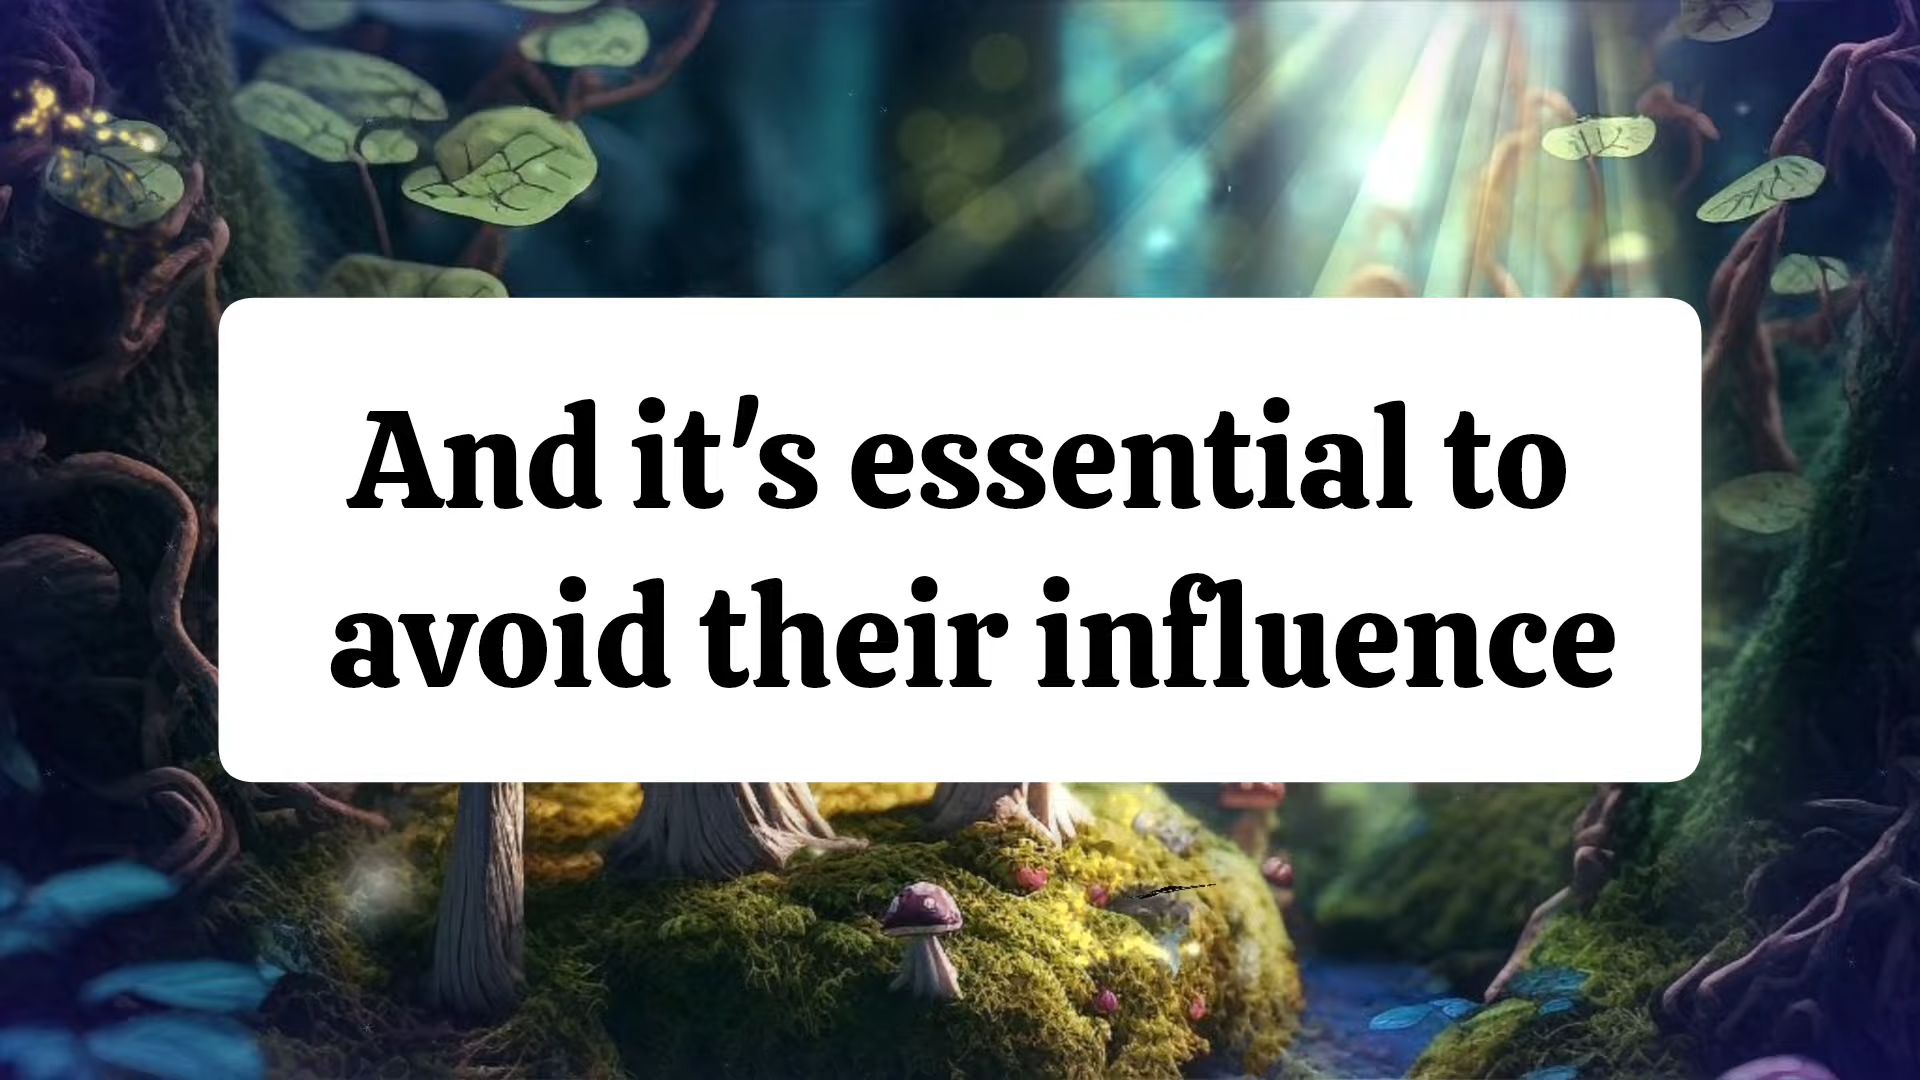 And it's essential to
avoid their influence